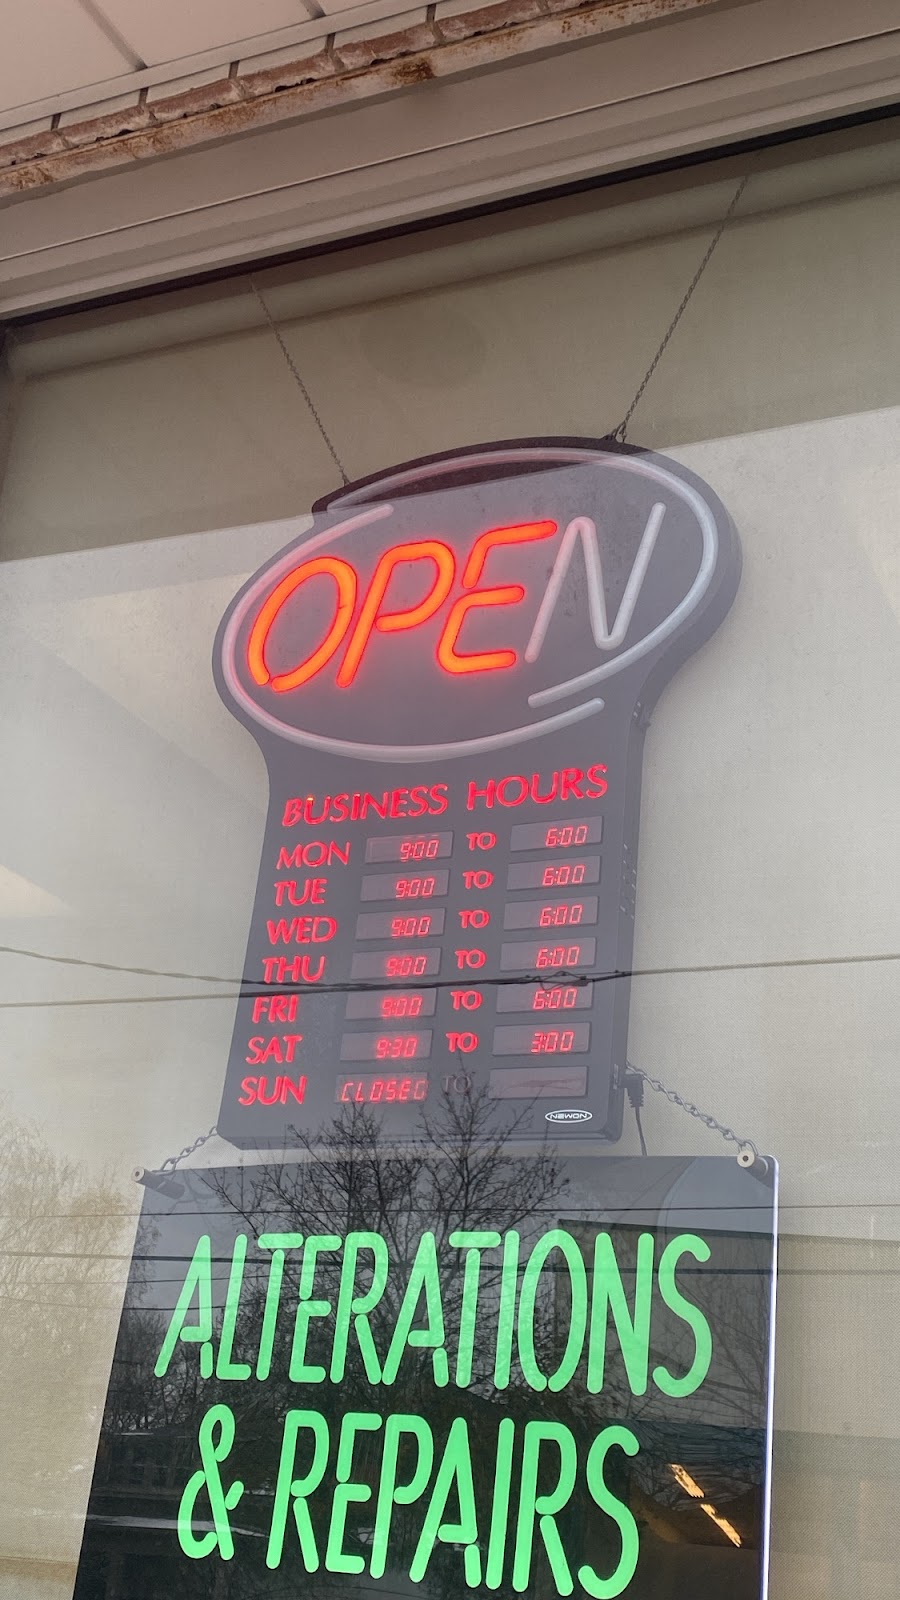 OPEN
BUSINESS HOURS
MON 9:00 TO 6:00
TUE 9:00 TO 6:00
WED 9:00 TO 6:00
THU 9:00 TO 6:00
FRI 9:00 TO 6:00
SAT 9:30 TO 3:00
SUN CLOSED TO
NEWON
ALTERATIONS
& REPAIRS